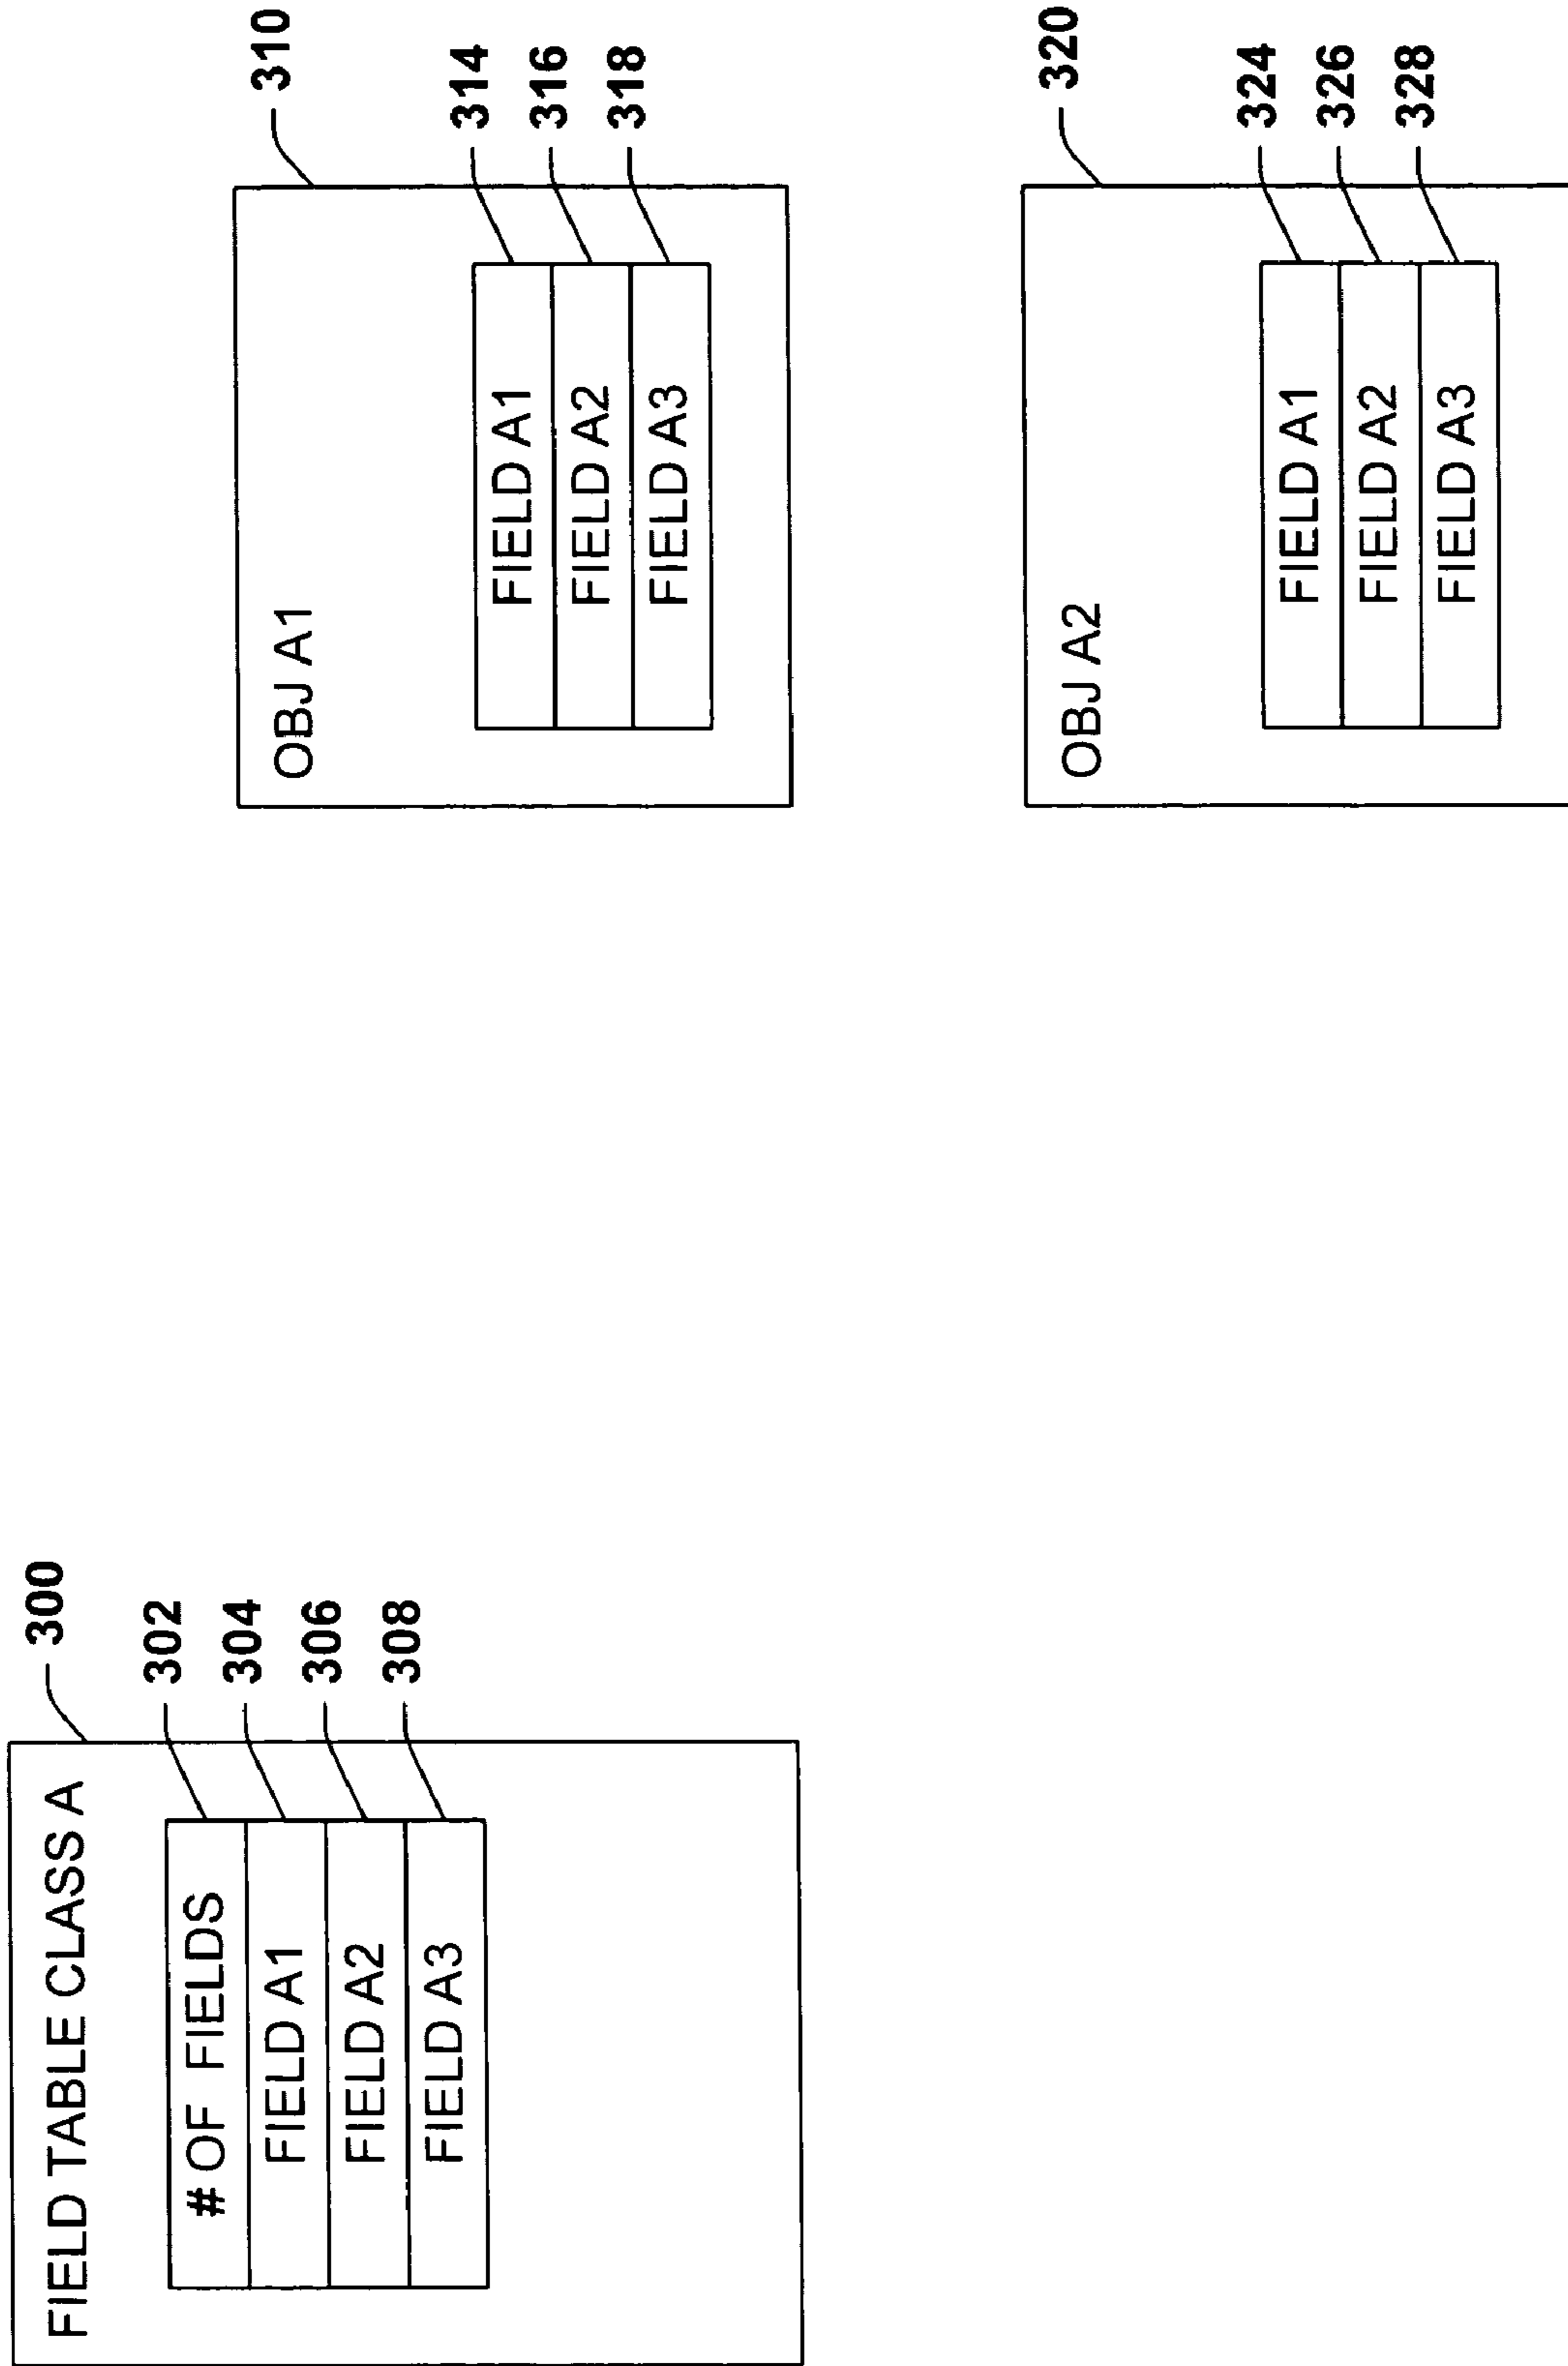 FIELD TABLE CLASS A
300
# OF FIELDS
302
FIELD A1
304
FIELD A2
306
FIELD A3
308
OBJ A1
310
FIELD A1
314
FIELD A2
316
FIELD A3
318
OBJ A2
320
FIELD A1
324
FIELD A2
326
FIELD A3
328